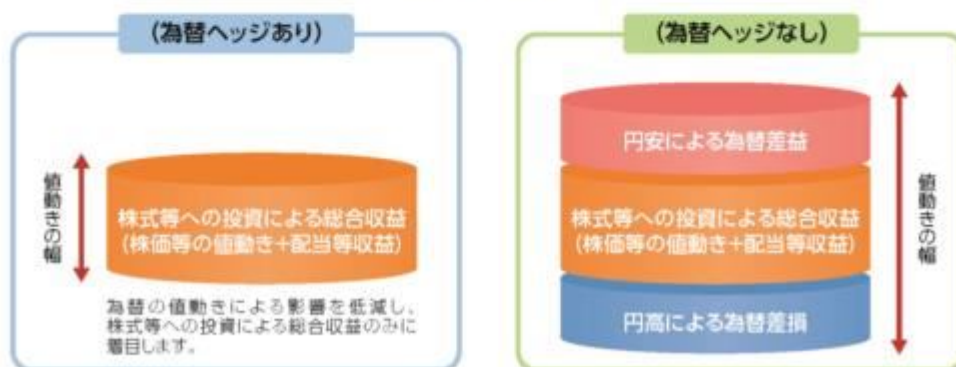 (為替ヘッジあり)
値動きの幅
株式等への投資による総合収益
(株価等の値動き+配当等収益)
為替の値動きによる影響を低減し、
株式等への投資による総合収益のみに
着目します。
(為替ヘッジなし)
円安による為替差益
株式等への投資による総合収益
(株価等の値動き+配当等収益)
円高による為替差損
値動きの幅